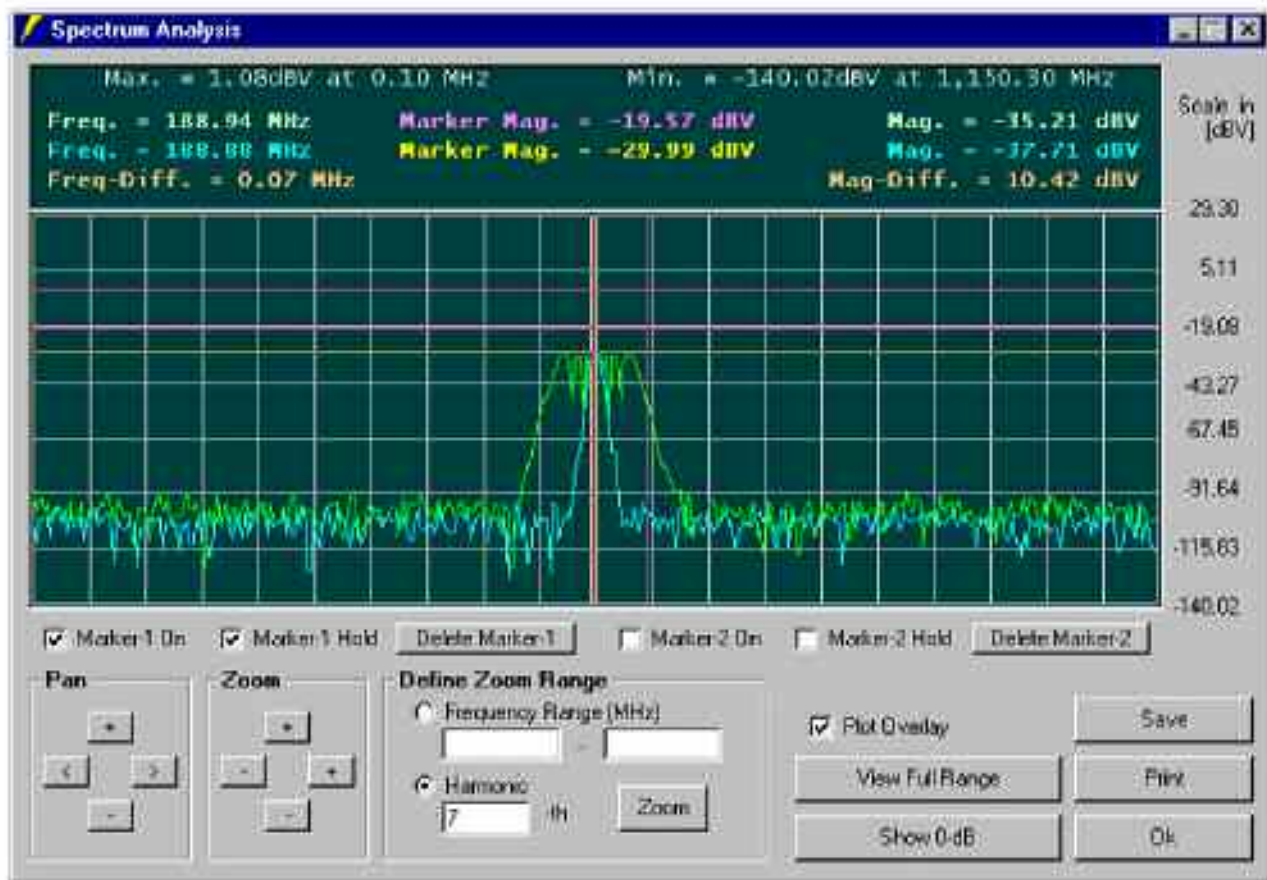 Spectrum Analysis
Max. = 1.08dBV at 0.10 MHz Min. = -140.02dBV at 1,150.30 MHz
Freq. = 188.94 MHz Marker Mag. = -19.57 dBV Mag. = -35.21 dBV
Freq. = 188.88 MHz Marker Mag. = -29.99 dBV Mag. = -37.71 dBV
Freq-Diff. = 0.07 MHz Mag-Diff. = 10.42 dBV
Scale in
[dBV]
29.30
5.11
-19.08
-43.27
-67.45
-91.64
-115.83
-140.02
Marker-1 On Marker-1 Hold Delete Marker-1 Marker-2 On Marker-2 Hold Delete Marker-2
Pan
+
< >
-
Zoom
+
- +
-
Define Zoom Range
Frequency Range (MHz)
-
Harmonic
7 -th Zoom
Plot Overlay Save
View Full Range Print
Show 0-dB Ok